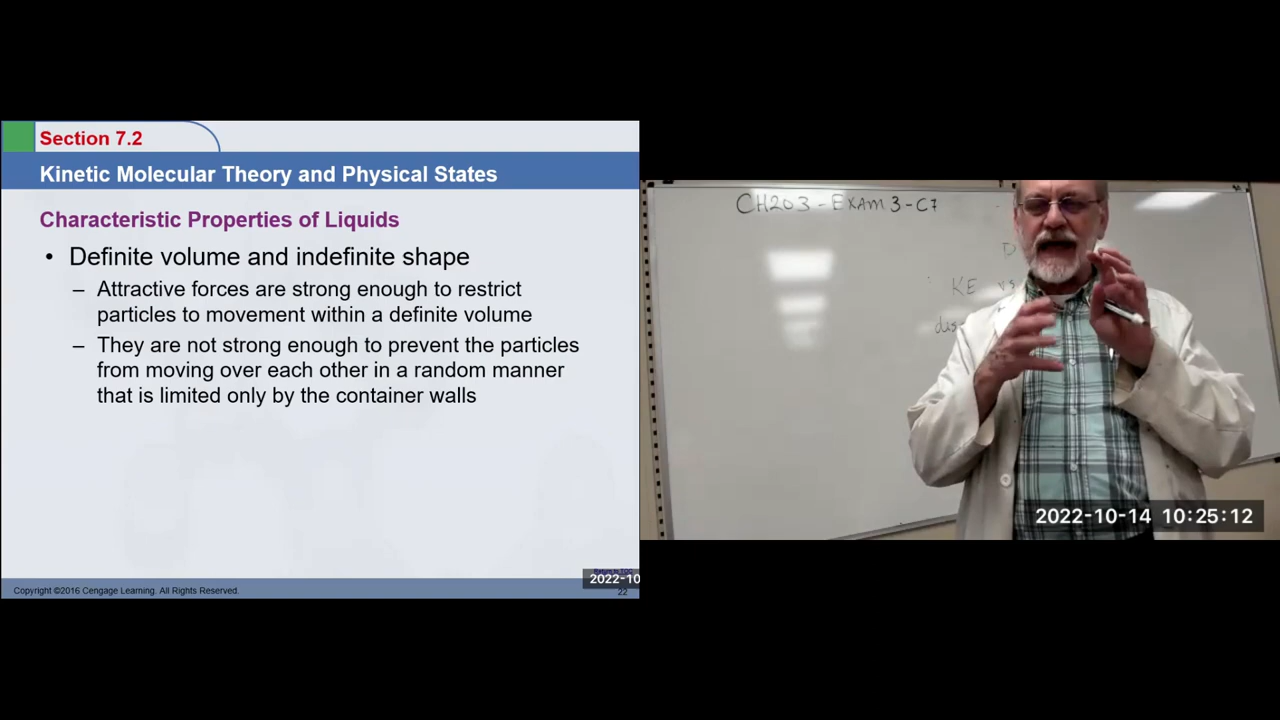 Section 7.2
Kinetic Molecular Theory and Physical States
Characteristic Properties of Liquids
• Definite volume and indefinite shape
– Attractive forces are strong enough to restrict
particles to movement within a definite volume
– They are not strong enough to prevent the particles
from moving over each other in a random manner
that is limited only by the container walls
Copyright ©2016 Cengage Learning. All Rights Reserved.
2022-10
22
CH203 - EXAM 3 - C7
D
KE vs
dis
2022-10-14 10:25:12